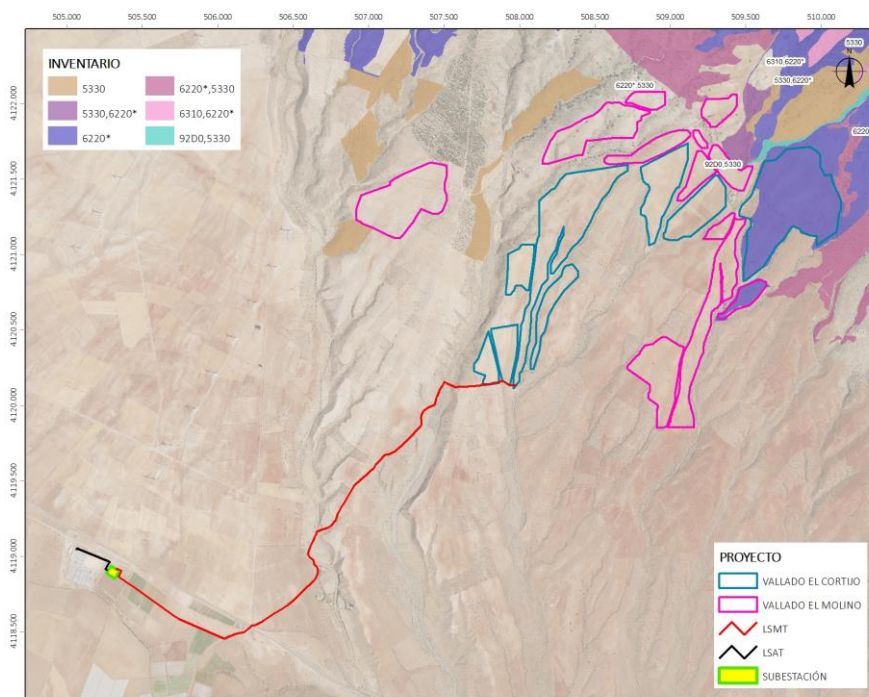 505.000 505.500 506.000 506.500 507.000 507.500 508.000 508.500 509.000 509.500 510.000
INVENTARIO
5330
6220*,5330
5330,6220*
6310,6220*
6220*
92D0,5330
5330
N
6310,6220*
5330,6220*
6220*,5330
6220
92D0,5330
4.122.000
4.121.500
4.121.000
4.120.500
4.120.000
4.119.500
4.119.000
4.118.500
PROYECTO
VALLADO EL CORTIJO
VALLADO EL MOLINO
LSMT
LSAT
SUBESTACIÓN